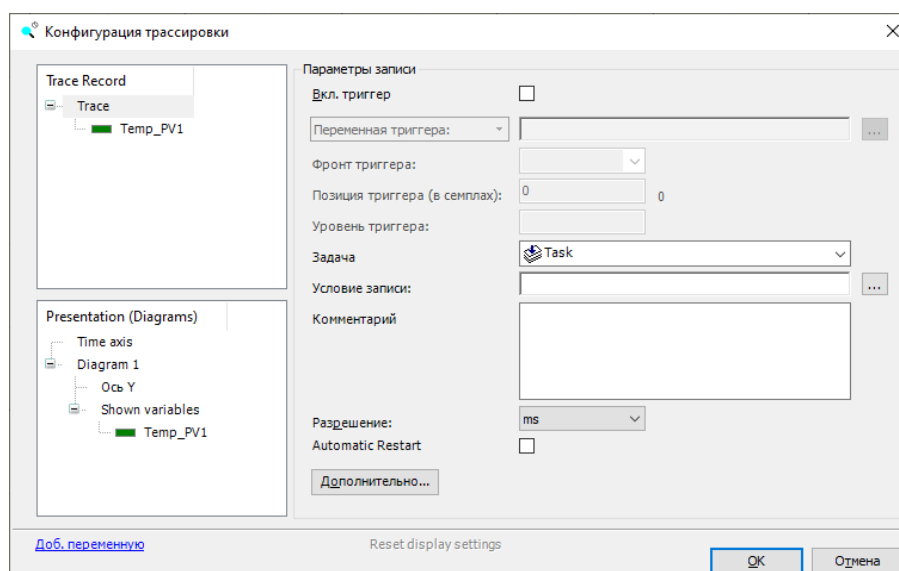 Конфигурация трассировки
Trace Record
Trace
Temp_PV1
Параметры записи
Вкл. триггер
Переменная триггера:
...
Фронт триггера:
Позиция триггера (в семплах):
0
0
Уровень триггера:
Задача
Task
Условие записи:
...
Комментарий
Presentation (Diagrams)
Time axis
Diagram 1
Ось Y
Shown variables
Temp_PV1
Разрешение:
ms
Automatic Restart
Дополнительно...
Доб. переменную
Reset display settings
OK
Отмена